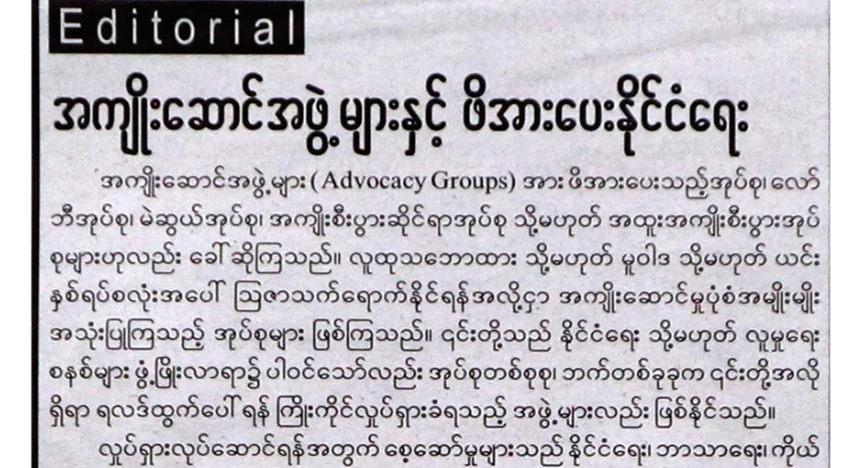 Editorial
အကျိုးဆောင်အဖွဲ့များနှင့် ဖိအားပေးနိုင်ငံရေး
အကျိုးဆောင်အဖွဲ့များ (Advocacy Groups) အား ဖိအားပေးသည့်အုပ်စု၊ လော်
ဘီအုပ်စု၊ မဲဆွယ်အုပ်စု၊ အကျိုးစီးပွားဆိုင်ရာအုပ်စု သို့မဟုတ် အထူးအကျိုးစီးပွားအုပ်
စုများဟုလည်း ခေါ်ဆိုကြသည်။ လူထုသဘောထား သို့မဟုတ် မူဝါဒ သို့မဟုတ် ယင်း
နှစ်ရပ်စလုံးအပေါ် ဩဇာသက်ရောက်နိုင်ရန်အလို့ငှာ အကျိုးဆောင်မှုပုံစံအမျိုးမျိုး
အသုံးပြုကြသည့် အုပ်စုများ ဖြစ်ကြသည်။ ၎င်းတို့သည် နိုင်ငံရေး သို့မဟုတ် လူမှုရေး
စနစ်များ ဖွံ့ဖြိုးလာရာ၌ ပါဝင်သော်လည်း အုပ်စုတစ်စုစု၊ ဘက်တစ်ခုခုက ၎င်းတို့အလို
ရှိရာ ရလဒ်ထွက်ပေါ်ရန် ကြိုးကိုင်လှုပ်ရှားခံရသည့် အဖွဲ့များလည်း ဖြစ်နိုင်သည်။
လှုပ်ရှားလုပ်ဆောင်ရန်အတွက် စေ့ဆော်မှုများသည် နိုင်ငံရေး၊ ဘာသာရေး၊ ကိုယ်